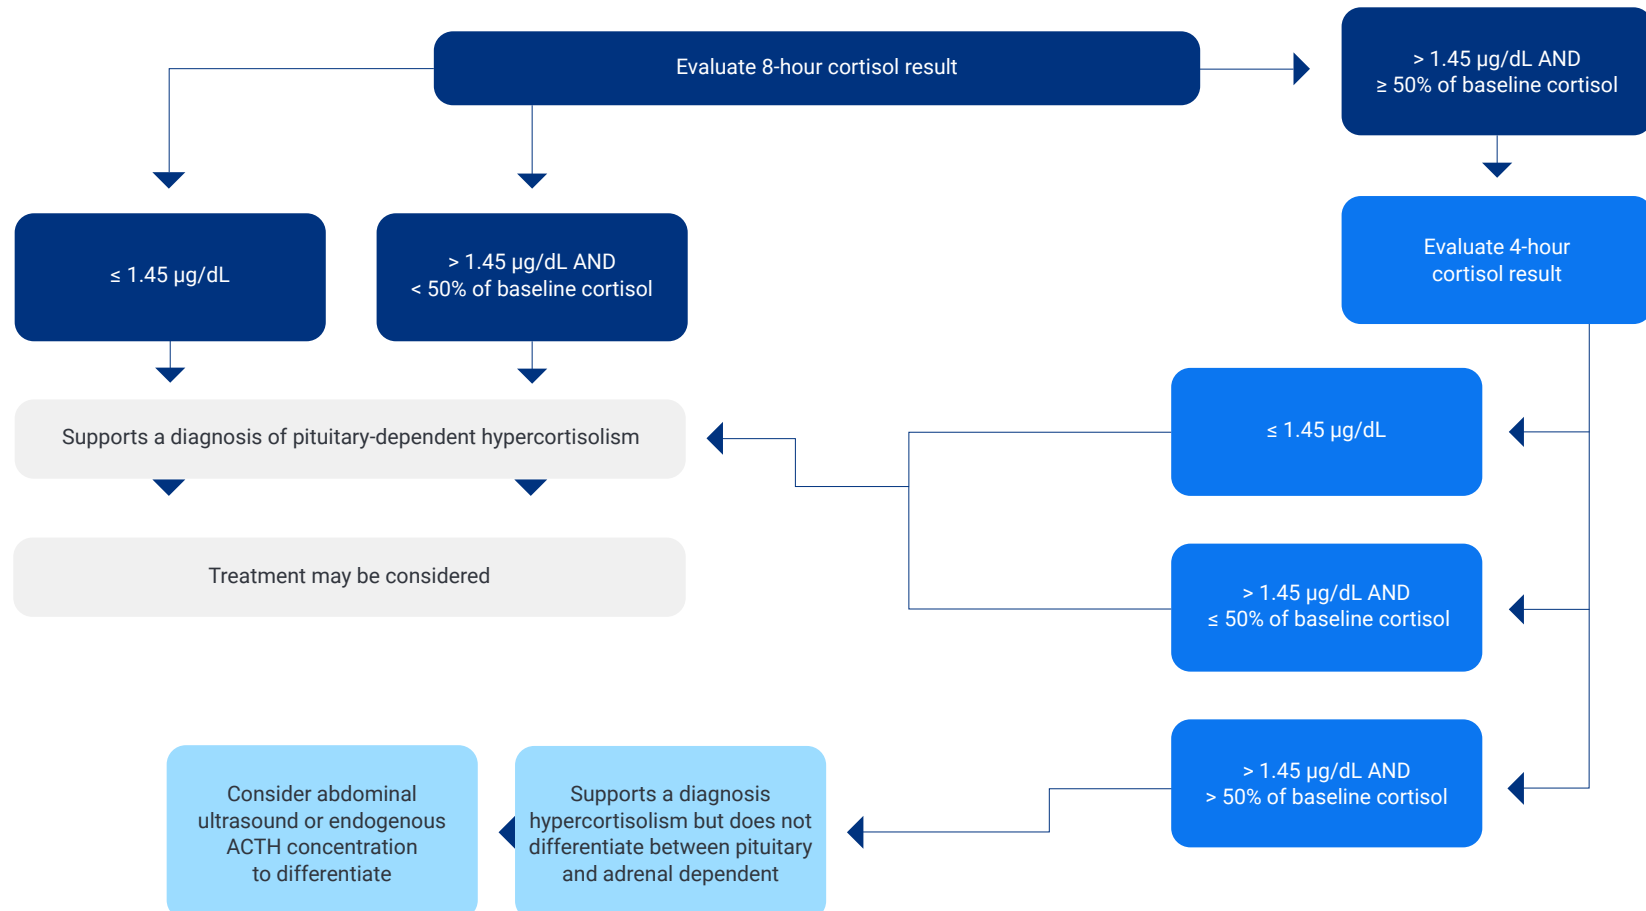 Evaluate 8-hour cortisol result
> 1.45 µg/dL AND
≥ 50% of baseline cortisol
≤ 1.45 µg/dL
> 1.45 µg/dL AND
< 50% of baseline cortisol
Evaluate 4-hour
cortisol result
Supports a diagnosis of pituitary-dependent hypercortisolism
≤ 1.45 µg/dL
Treatment may be considered
> 1.45 µg/dL AND
≤ 50% of baseline cortisol
> 1.45 µg/dL AND
> 50% of baseline cortisol
Supports a diagnosis
hypercortisolism but does not
differentiate between pituitary
and adrenal dependent
Consider abdominal
ultrasound or endogenous
ACTH concentration
to differentiate